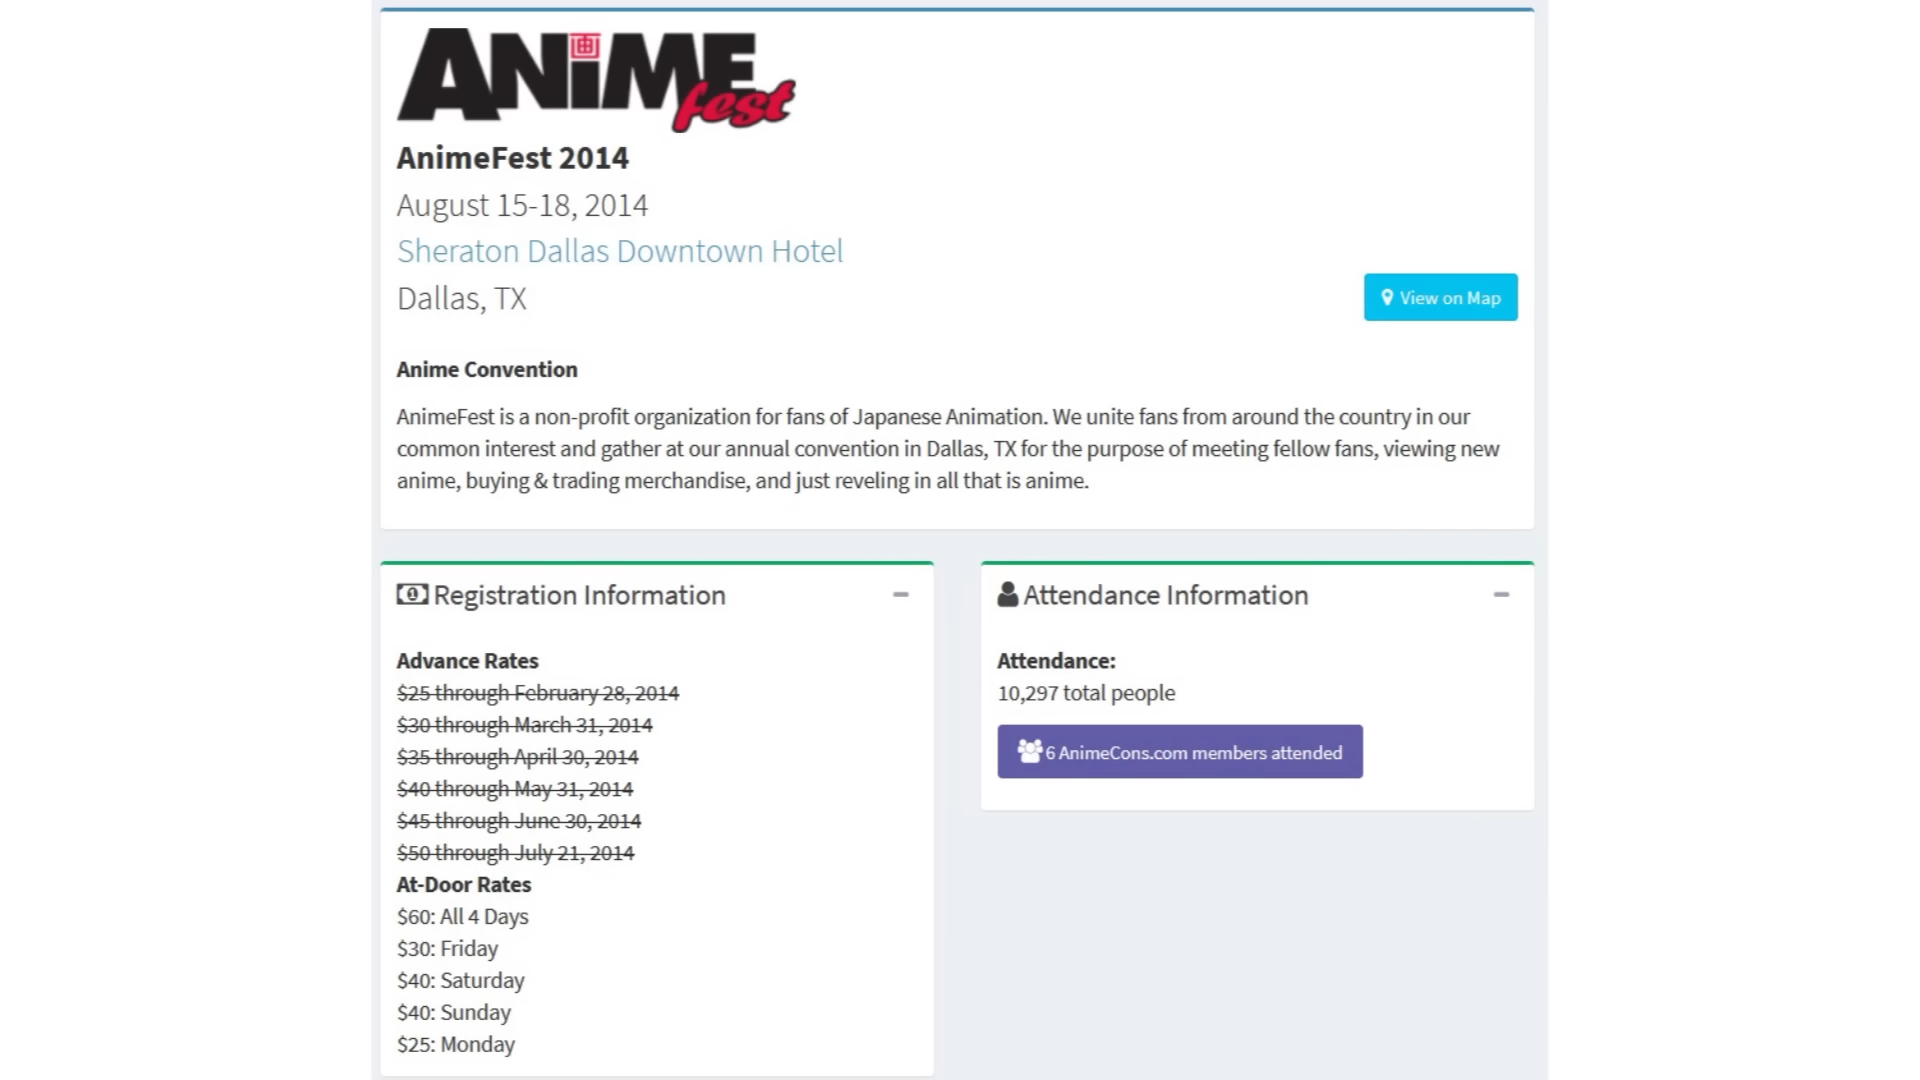 ANiME
画
fest
AnimeFest 2014
August 15-18, 2014
Sheraton Dallas Downtown Hotel
Dallas, TX
View on Map
Anime Convention
AnimeFest is a non-profit organization for fans of Japanese Animation. We unite fans from around the country in our
common interest and gather at our annual convention in Dallas, TX for the purpose of meeting fellow fans, viewing new
anime, buying & trading merchandise, and just reveling in all that is anime.
Registration Information
Advance Rates
$25 through February 28, 2014
$30 through March 31, 2014
$35 through April 30, 2014
$40 through May 31, 2014
$45 through June 30, 2014
$50 through July 21, 2014
At-Door Rates
$60: All 4 Days
$30: Friday
$40: Saturday
$40: Sunday
$25: Monday
Attendance Information
Attendance:
10,297 total people
6 AnimeCons.com members attended